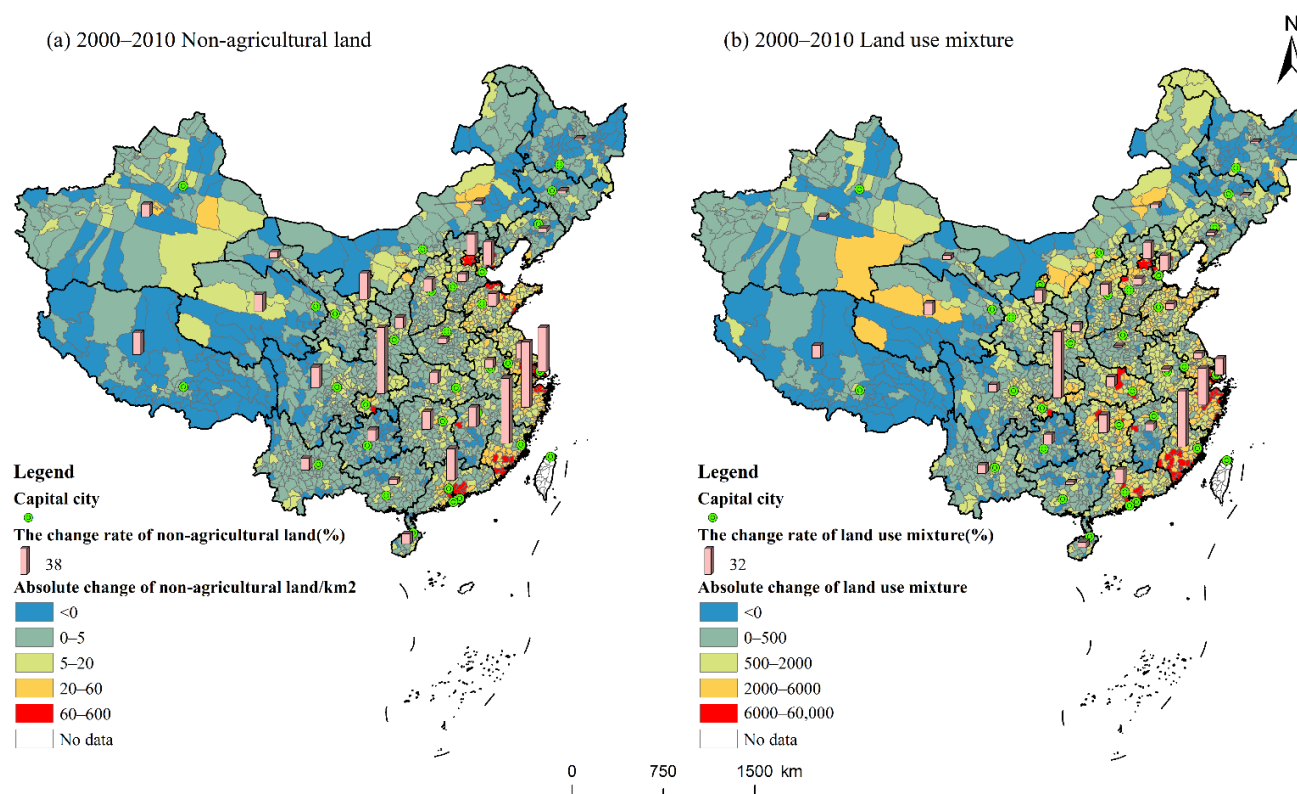 (a) 2000–2010 Non-agricultural land
(b) 2000–2010 Land use mixture
N
Legend
Capital city
The change rate of non-agricultural land(%)
38
Absolute change of non-agricultural land/km2
<0
0–5
5–20
20–60
60–600
No data
Legend
Capital city
The change rate of land use mixture(%)
32
Absolute change of land use mixture
<0
0–500
500–2000
2000–6000
6000–60,000
No data
0 750 1500 km